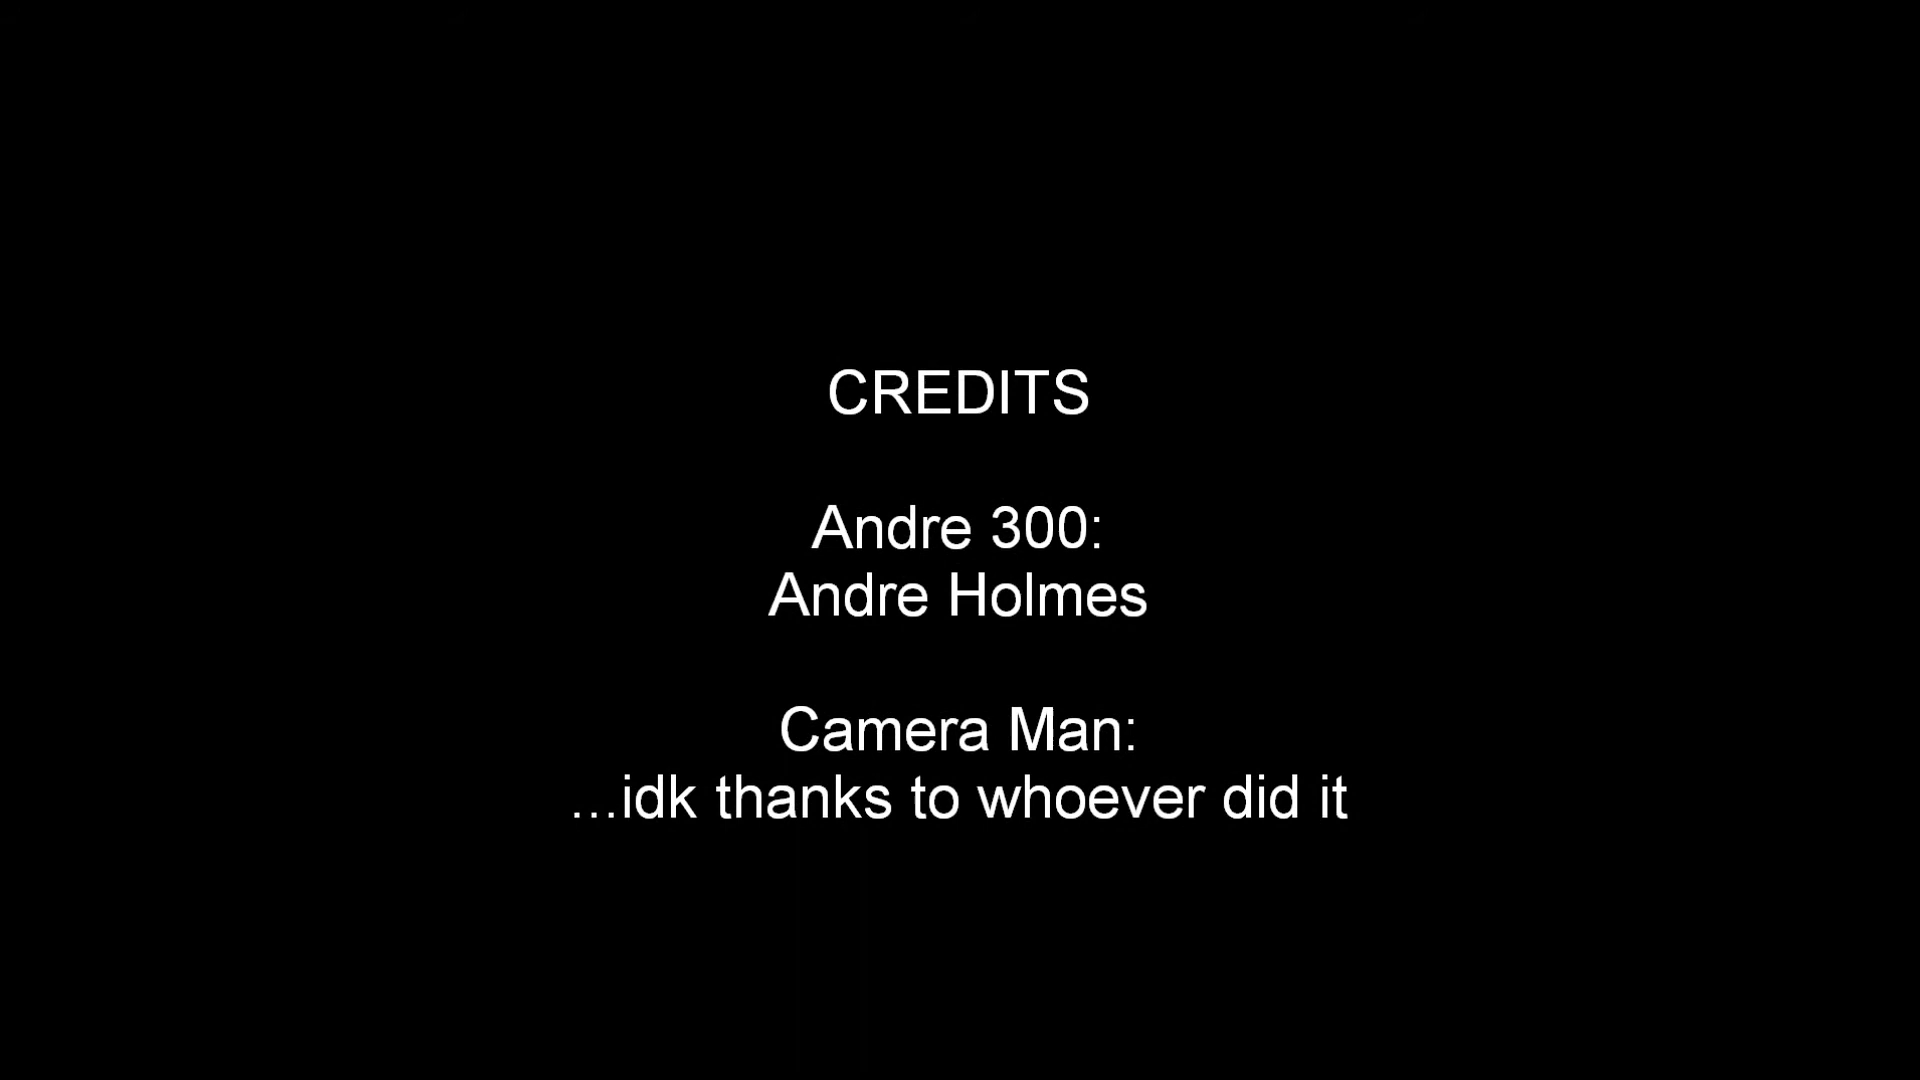 CREDITS
Andre 300:
Andre Holmes
Camera Man:
...idk thanks to whoever did it